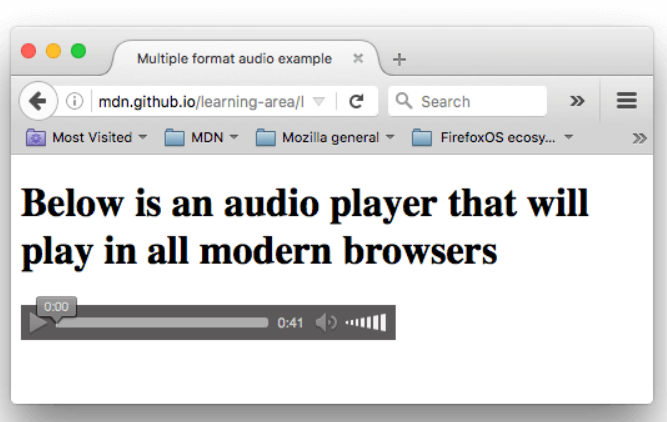 Multiple format audio example
mdn.github.io/learning-area/l
Search
Most Visited MDN Mozilla general FirefoxOS ecosy...
Below is an audio player that will
play in all modern browsers
0:00
0:41